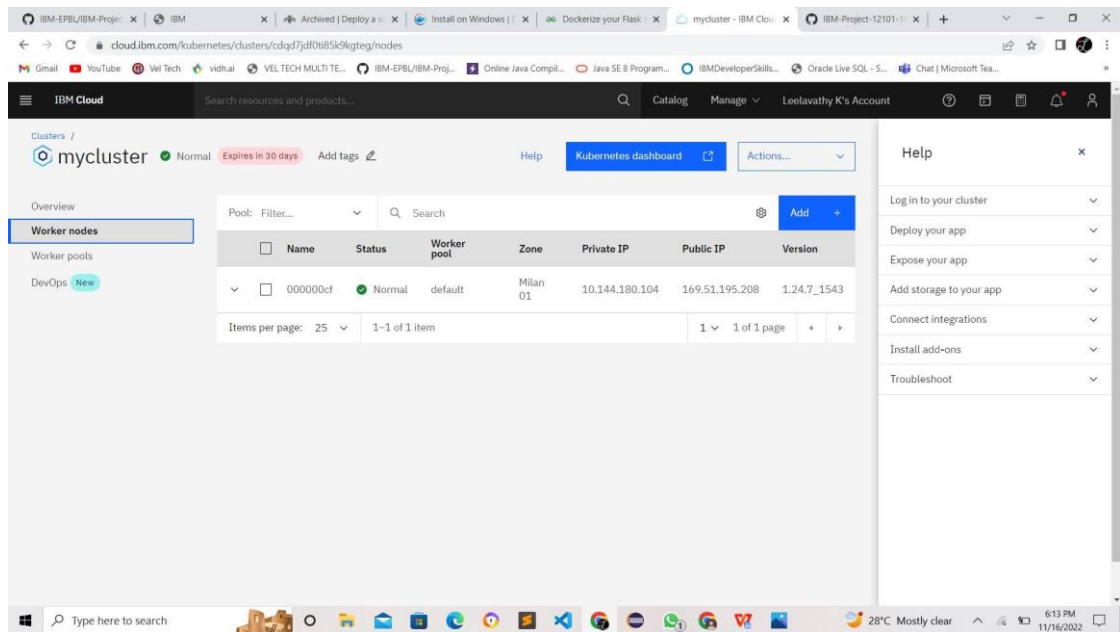 IBM-EPBL/IBM-Projec
IBM
Archived | Deploy a s
Install on Windows |
Dockerize your Flask
mycluster - IBM Clou
IBM-Project-12101-1
cloud.ibm.com/kubernetes/clusters/cdqd7jdf0ti85k9kgteg/nodes
Gmail
YouTube
Vel Tech
vidh.ai
VEL TECH MULTI TE...
IBM-EPBL/IBM-Proj...
Online Java Compil...
Java SE 8 Program...
IBMDeveloperSkills...
Oracle Live SQL - S...
Chat | Microsoft Tea...
IBM Cloud
Search resources and products...
Catalog
Manage
Leelavathy K's Account
Clusters /
mycluster
Normal
Expires in 30 days
Add tags
Help
Kubernetes dashboard
Actions...
Overview
Worker nodes
Worker pools
DevOps New
Pool: Filter...
Search
Add +
Name Status Worker pool Zone Private IP Public IP Version
000000cf Normal default Milan 01 10.144.180.104 169.51.195.208 1.24.7_1543
Items per page: 25 1–1 of 1 item 1 1 of 1 page
Help
Log in to your cluster
Deploy your app
Expose your app
Add storage to your app
Connect integrations
Install add-ons
Troubleshoot
Type here to search
28°C Mostly clear
6:13 PM
11/16/2022